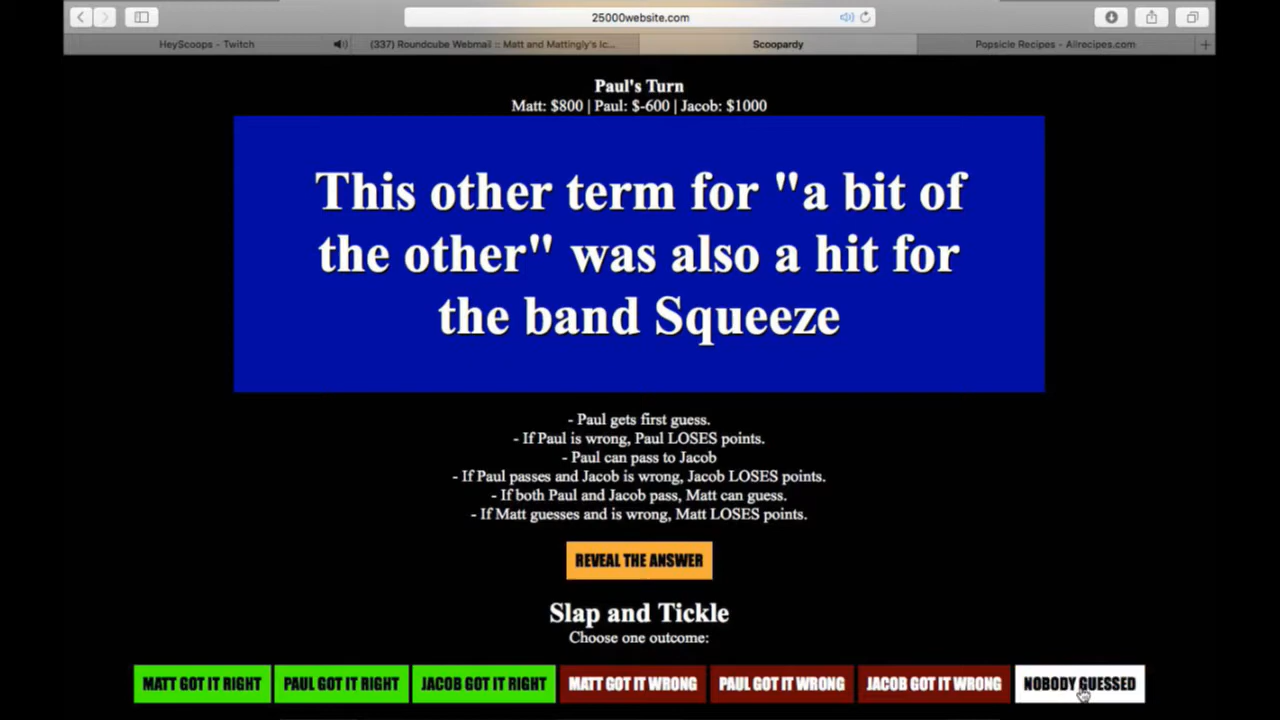 25000website.com
HeyScoops - Twitch
(337) Roundcube Webmail :: Matt and Mattingly's Ic...
Scoopardy
Popsicle Recipes - Allrecipes.com
Paul's Turn
Matt: $800 | Paul: $-600 | Jacob: $1000
This other term for "a bit of
the other" was also a hit for
the band Squeeze
- Paul gets first guess.
- If Paul is wrong, Paul LOSES points.
- Paul can pass to Jacob
- If Paul passes and Jacob is wrong, Jacob LOSES points.
- If both Paul and Jacob pass, Matt can guess.
- If Matt guesses and is wrong, Matt LOSES points.
REVEAL THE ANSWER
Slap and Tickle
Choose one outcome:
MATT GOT IT RIGHT
PAUL GOT IT RIGHT
JACOB GOT IT RIGHT
MATT GOT IT WRONG
PAUL GOT IT WRONG
JACOB GOT IT WRONG
NOBODY GUESSED